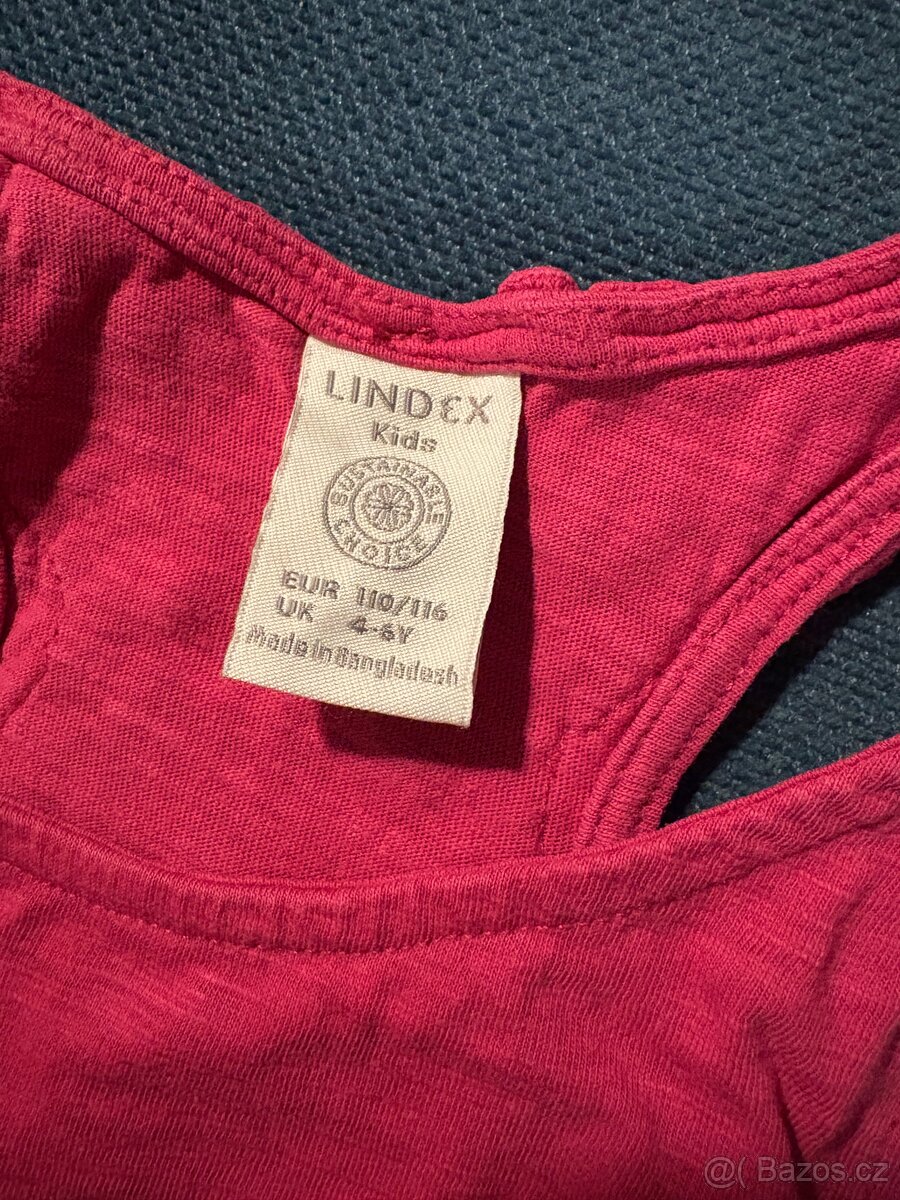 LINDEX
Kids
SUSTAINABLE
CHOICE
EUR 110/116
UK 4-6Y
Made in Bangladesh
@( Bazos.cz